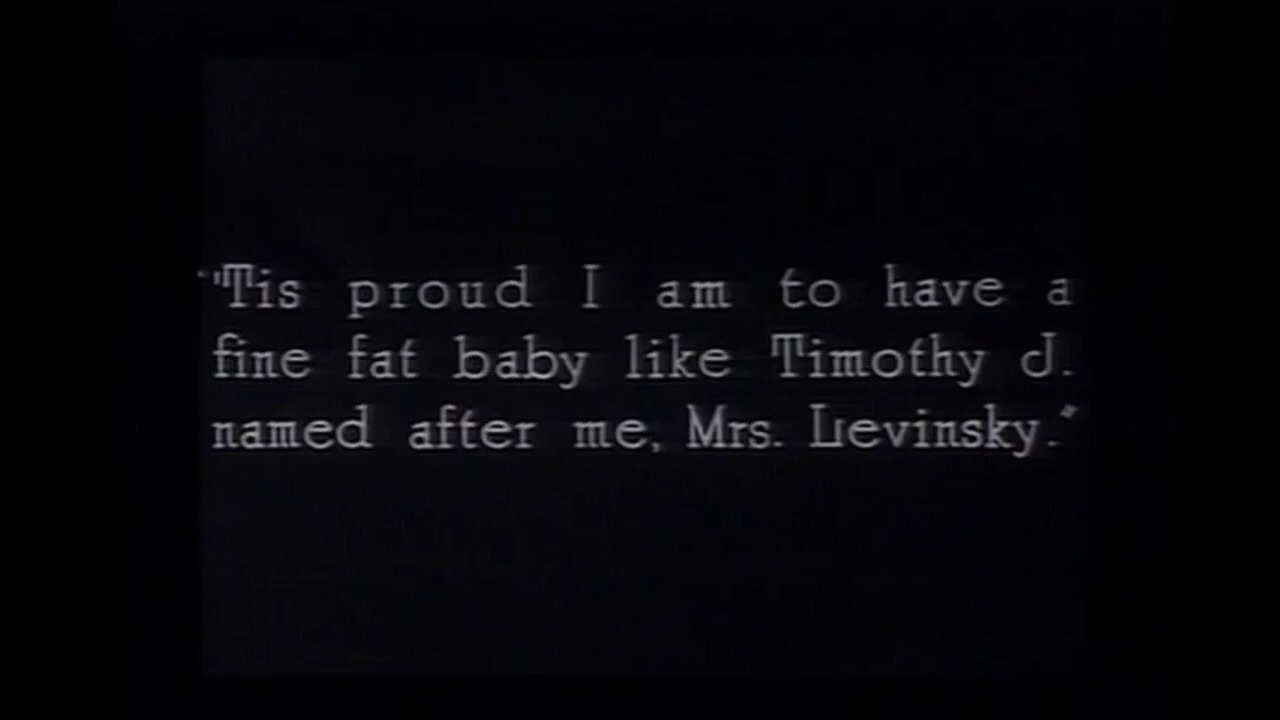 "'Tis proud I am to have a
fine fat baby like Timothy J.
named after me, Mrs. Levinsky."